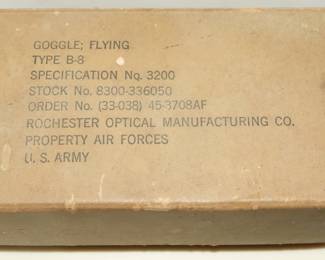 GOGGLE; FLYING
TYPE B-8
SPECIFICATION No. 3200
STOCK No. 8300-336050
ORDER No. (33-038) 45-3708AF
ROCHESTER OPTICAL MANUFACTURING CO.
PROPERTY AIR FORCES
U. S. ARMY